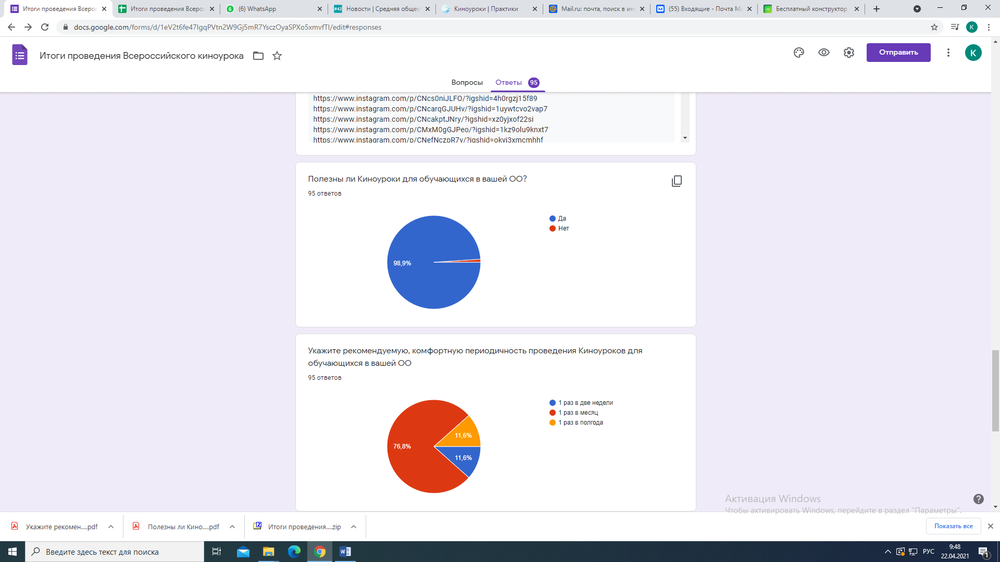 Итоги проведения Всерос
Итоги проведения Всерос
(6) WhatsApp
#42 Новости | Средняя общео
Киноуроки | Практики
Mail.ru: почта, поиск в инт
(55) Входящие - Почта Ма
Бесплатный конструктор
docs.google.com/forms/d/1eV2t6fe47lgqPVtn2W9Gj5mR7YsczOyaSPXo5xmvfTI/edit#responses
K
Итоги проведения Всероссийского киноурока
Отправить
K
Вопросы
Ответы 95
https://www.instagram.com/p/CNcs0niJLFO/?igshid=4h0rgzj15f89
https://www.instagram.com/p/CNcarqGJUHv/?igshid=1uywtcvo2vap7
https://www.instagram.com/p/CNcakptJNry/?igshid=xz0yjxof22si
https://www.instagram.com/p/CMxM0gGJPeo/?igshid=1kz9olu9knxt7
https://www.instagram.com/p/CNefNczpR7v/?igshid=okvi3xmcmhhf
Полезны ли Киноуроки для обучающихся в вашей ОО?
95 ответов
Да
Нет
98,9%
Укажите рекомендуемую, комфортную периодичность проведения Киноуроков для
обучающихся в вашей ОО
95 ответов
1 раз в две недели
1 раз в месяц
1 раз в полгода
11,6%
76,8%
11,6%
Активация Windows
Чтобы активировать Windows, перейдите в раздел "Параметры".
Укажите рекомен....pdf
Полезны ли Кино....pdf
Итоги проведения....zip
Показать все
Введите здесь текст для поиска
РУС
9:48
22.04.2021
1